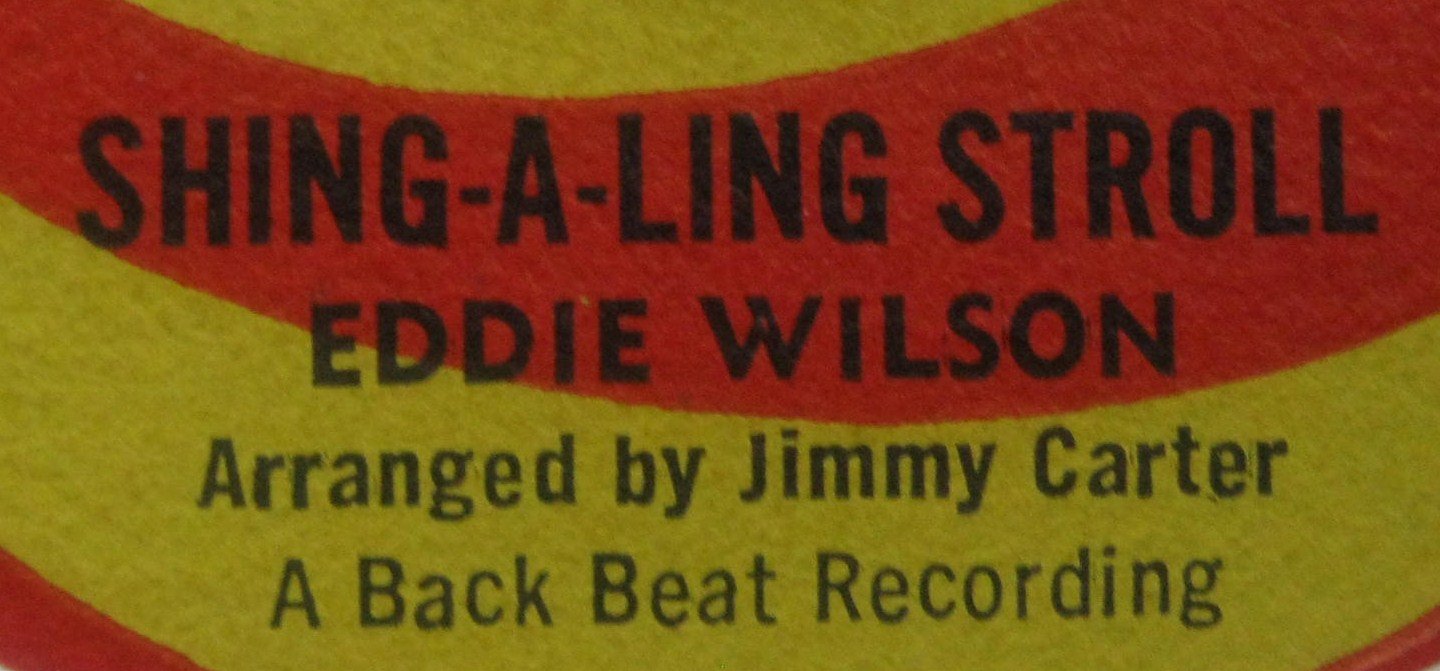 SHING-A-LING STROLL
EDDIE WILSON
Arranged by Jimmy Carter
A Back Beat Recording